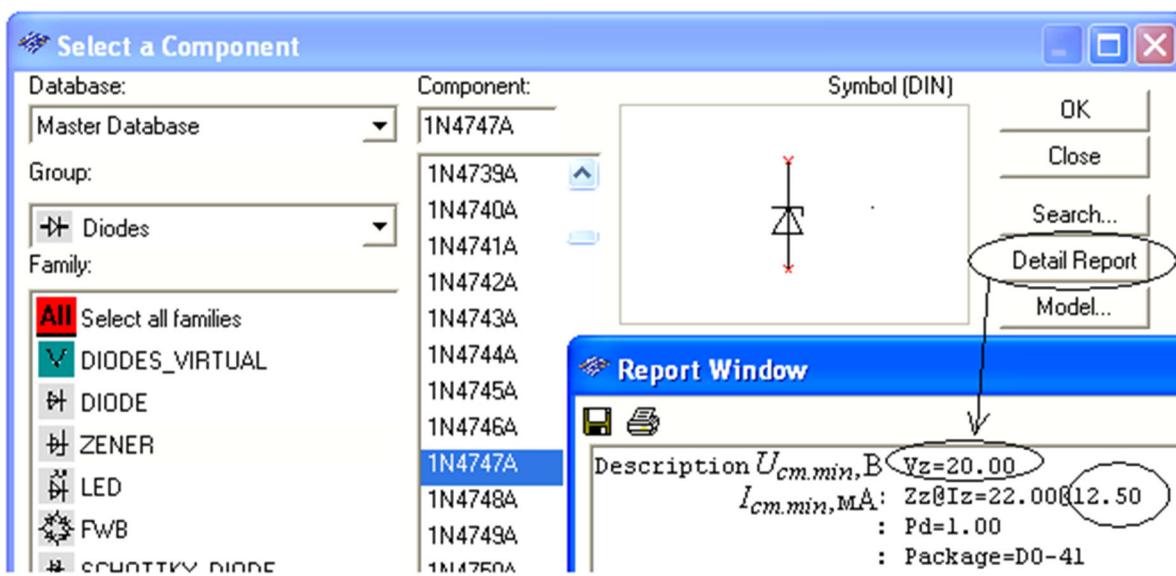 Select a Component
Database:
Master Database
Group:
Diodes
Family:
All Select all families
DIODES_VIRTUAL
DIODE
ZENER
LED
FWB
SCHOTTKY_DIODE
Component:
1N4747A
1N4739A
1N4740A
1N4741A
1N4742A
1N4743A
1N4744A
1N4745A
1N4746A
1N4747A
1N4748A
1N4749A
1N4750A
Symbol (DIN)
OK
Close
Search...
Detail Report
Model...
Report Window
Description Uст.min,В Vz=20.00
Iст.min,мА: Zz@Iz=22.00@12.50
: Pd=1.00
: Package=DO-41